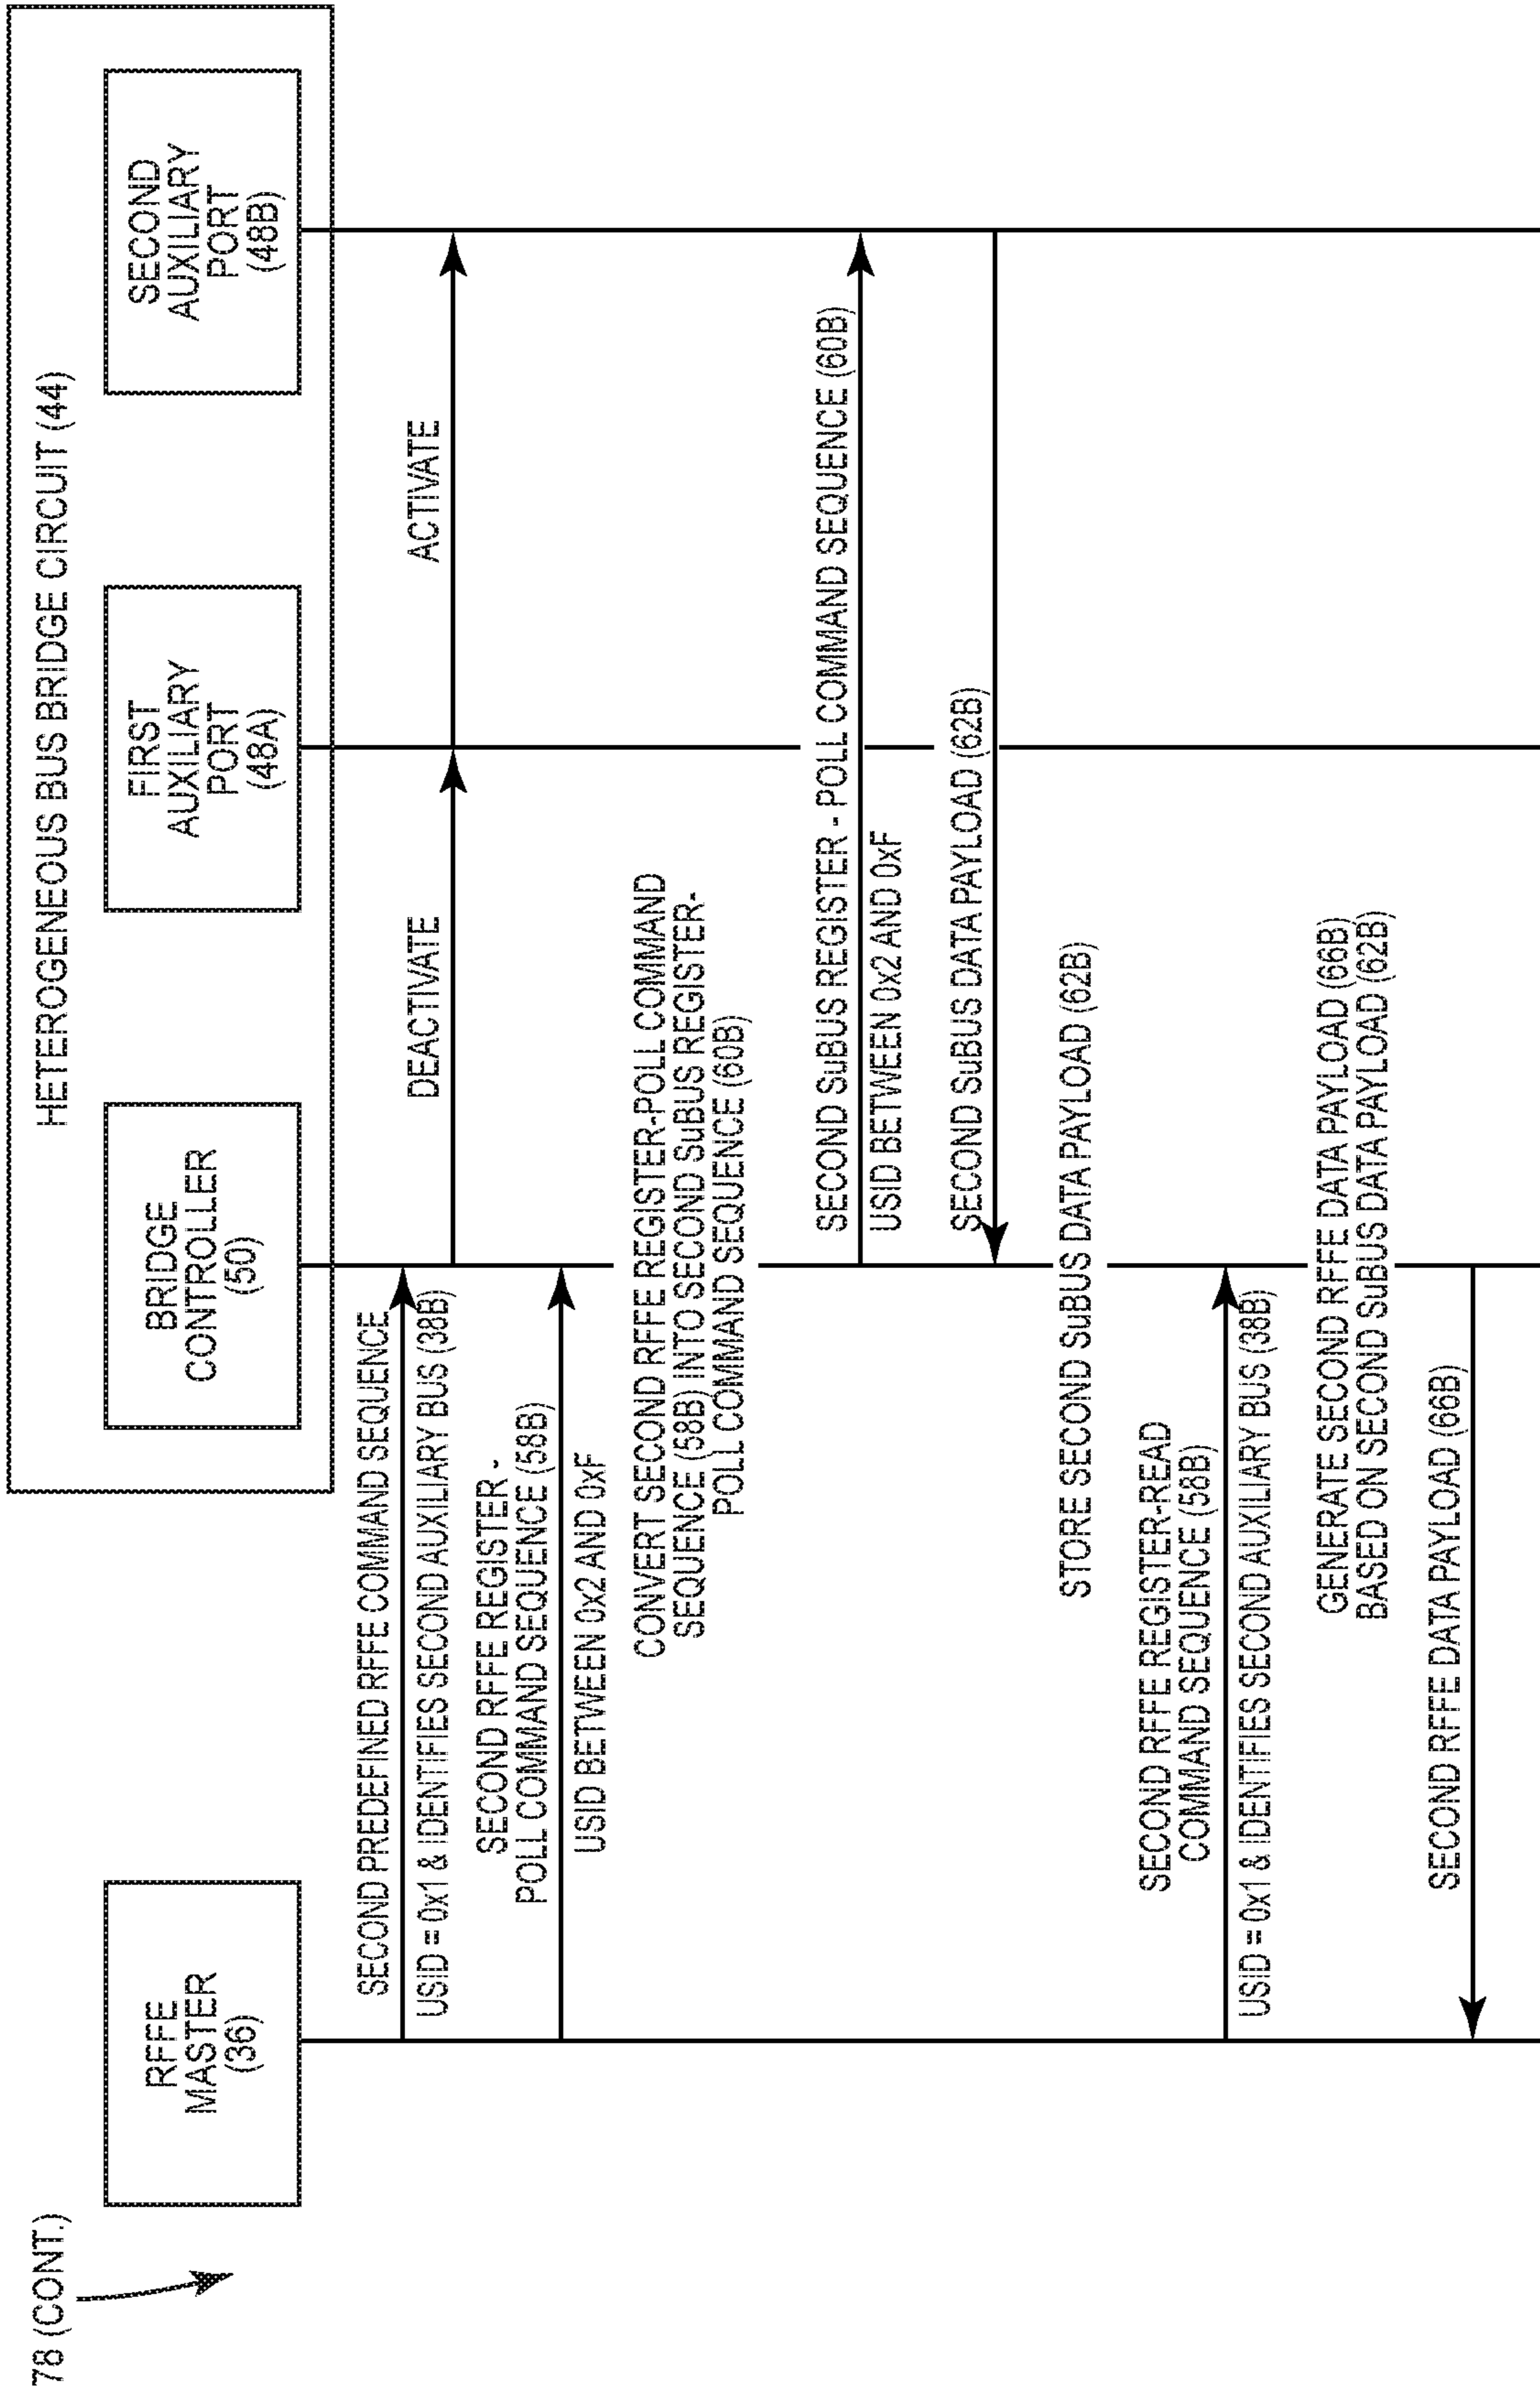 78 (CONT.)
HETEROGENEOUS BUS BRIDGE CIRCUIT (44)
RFFE
MASTER
(36)
BRIDGE
CONTROLLER
(50)
FIRST
AUXILIARY
PORT
(48A)
SECOND
AUXILIARY
PORT
(48B)
SECOND PREDEFINED RFFE COMMAND SEQUENCE
USID = 0x1 & IDENTIFIES SECOND AUXILIARY BUS (38B)
DEACTIVATE
ACTIVATE
SECOND RFFE REGISTER -
POLL COMMAND SEQUENCE (58B)
USID BETWEEN 0x2 AND 0xF
CONVERT SECOND RFFE REGISTER-POLL COMMAND
SEQUENCE (58B) INTO SECOND SuBUS REGISTER-
POLL COMMAND SEQUENCE (60B)
SECOND SuBUS REGISTER - POLL COMMAND SEQUENCE (60B)
USID BETWEEN 0x2 AND 0xF
SECOND SuBUS DATA PAYLOAD (62B)
STORE SECOND SuBUS DATA PAYLOAD (62B)
SECOND RFFE REGISTER-READ
COMMAND SEQUENCE (58B)
USID = 0x1 & IDENTIFIES SECOND AUXILIARY BUS (38B)
GENERATE SECOND RFFE DATA PAYLOAD (66B)
BASED ON SECOND SuBUS DATA PAYLOAD (62B)
SECOND RFFE DATA PAYLOAD (66B)